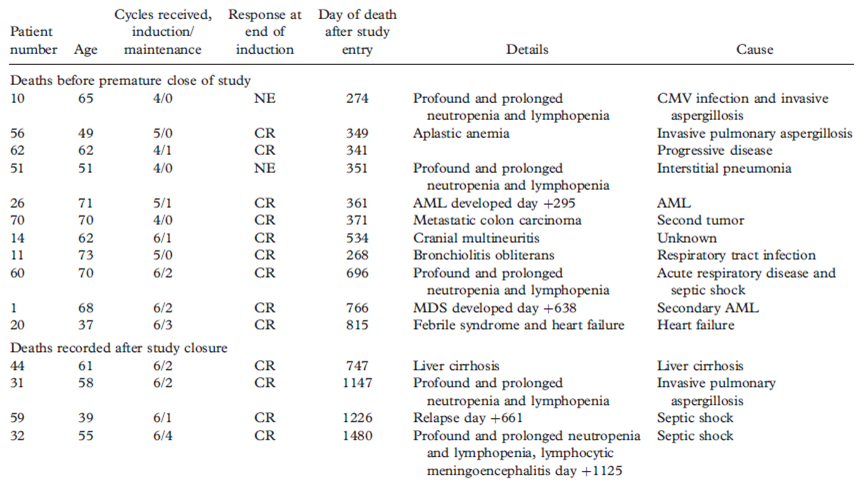 Cycles received, Response at Day of death
Patient induction/ end of after study
number Age maintenance induction entry Details Cause
Deaths before premature close of study
10 65 4/0 NE 274 Profound and prolonged CMV infection and invasive
neutropenia and lymphopenia aspergillosis
56 49 5/0 CR 349 Aplastic anemia Invasive pulmonary aspergillosis
62 62 4/1 CR 341 Progressive disease
51 51 4/0 NE 351 Profound and prolonged Interstitial pneumonia
neutropenia and lymphopenia
26 71 5/1 CR 361 AML developed day +295 AML
70 70 4/0 CR 371 Metastatic colon carcinoma Second tumor
14 62 6/1 CR 534 Cranial multineuritis Unknown
11 73 5/0 CR 268 Bronchiolitis obliterans Respiratory tract infection
60 70 6/2 CR 696 Profound and prolonged Acute respiratory disease and
neutropenia and lymphopenia septic shock
1 68 6/2 CR 766 MDS developed day +638 Secondary AML
20 37 6/3 CR 815 Febrile syndrome and heart failure Heart failure
Deaths recorded after study closure
44 61 6/2 CR 747 Liver cirrhosis Liver cirrhosis
31 58 6/2 CR 1147 Profound and prolonged Invasive pulmonary
neutropenia and lymphopenia aspergillosis
59 39 6/1 CR 1226 Relapse day +661 Septic shock
32 55 6/4 CR 1480 Profound and prolonged neutropenia Septic shock
and lymphopenia, lymphocytic
meningoencephalitis day +1125